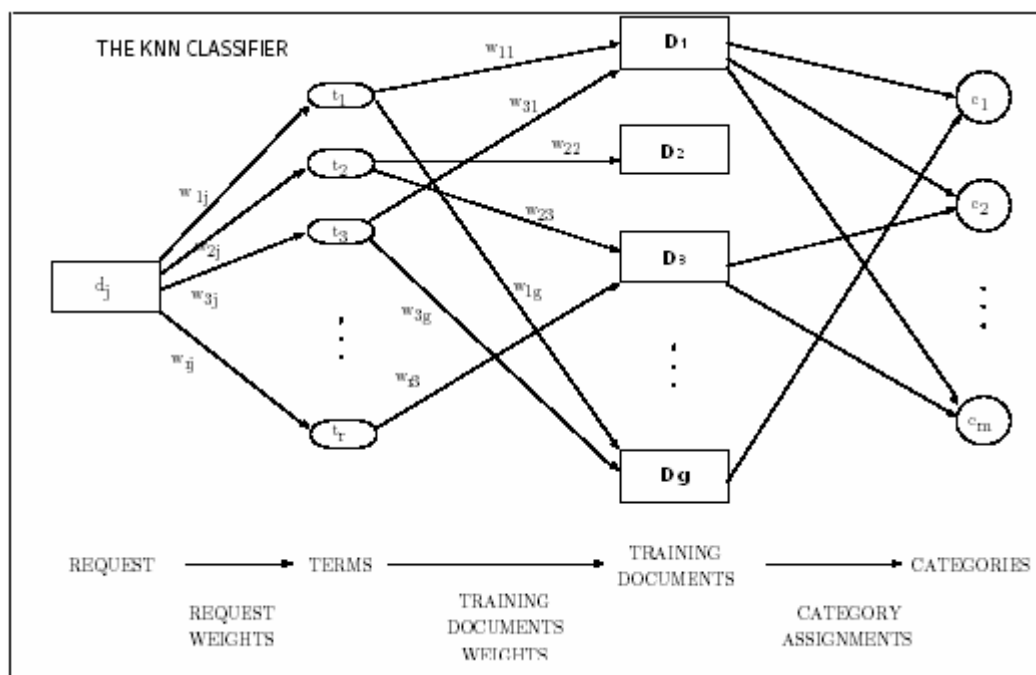 THE KNN CLASSIFIER
w11
D1
t1
c1
w31
w22
D2
t2
w1j
w23
c2
t3
w2j
D3
dj
w3j
w1g
w3g
wrj
wr3
tr
cm
Dg
REQUEST
TERMS
TRAINING
DOCUMENTS
CATEGORIES
REQUEST
WEIGHTS
TRAINING
DOCUMENTS
WEIGHTS
CATEGORY
ASSIGNMENTS